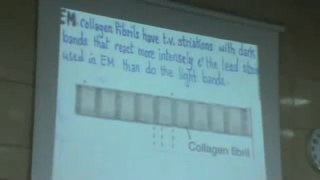 EM collagen Fibrils have t.v. striations with dark
bands that react more intensely c̄ the lead stain
used in EM than do the light bands.
Collagen fibril